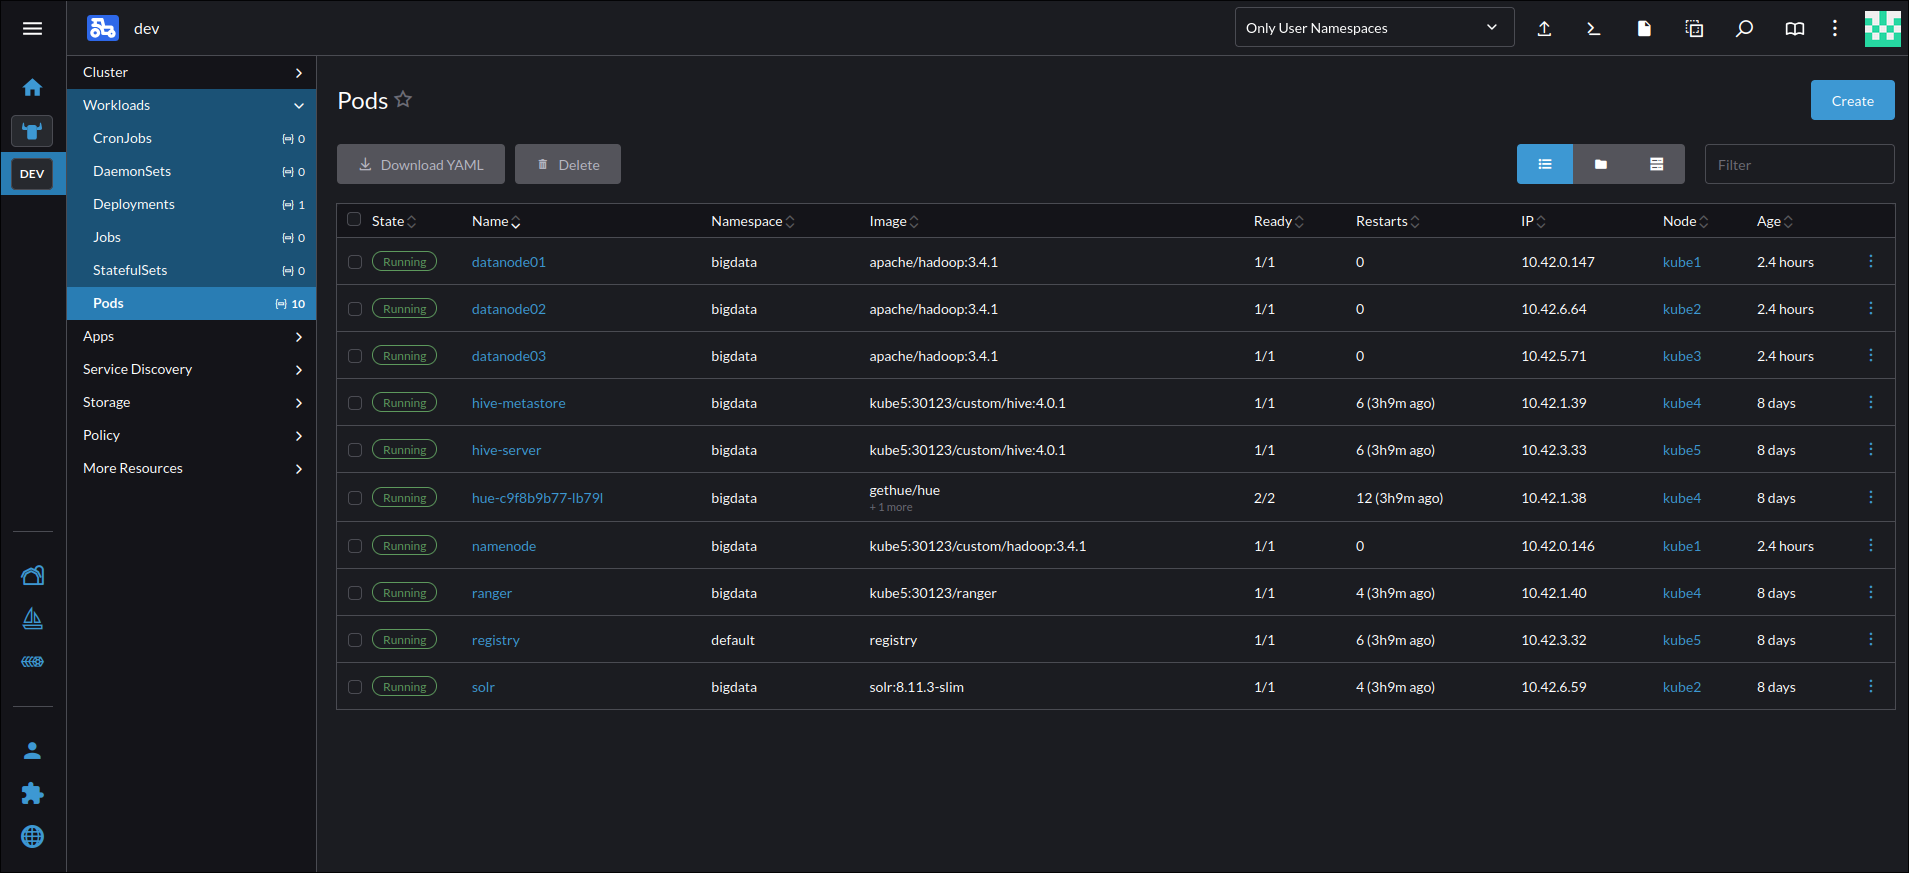 dev
Only User Namespaces
DEV
Cluster
Workloads
CronJobs 0
DaemonSets 0
Deployments 1
Jobs 0
StatefulSets 0
Pods 10
Apps
Service Discovery
Storage
Policy
More Resources
Pods
Create
Download YAML Delete Filter
State Name Namespace Image Ready Restarts IP Node Age
Running datanode01 bigdata apache/hadoop:3.4.1 1/1 0 10.42.0.147 kube1 2.4 hours
Running datanode02 bigdata apache/hadoop:3.4.1 1/1 0 10.42.6.64 kube2 2.4 hours
Running datanode03 bigdata apache/hadoop:3.4.1 1/1 0 10.42.5.71 kube3 2.4 hours
Running hive-metastore bigdata kube5:30123/custom/hive:4.0.1 1/1 6 (3h9m ago) 10.42.1.39 kube4 8 days
Running hive-server bigdata kube5:30123/custom/hive:4.0.1 1/1 6 (3h9m ago) 10.42.3.33 kube5 8 days
Running hue-c9f8b9b77-lb79l bigdata gethue/hue 2/2 12 (3h9m ago) 10.42.1.38 kube4 8 days
+ 1 more
Running namenode bigdata kube5:30123/custom/hadoop:3.4.1 1/1 0 10.42.0.146 kube1 2.4 hours
Running ranger bigdata kube5:30123/ranger 1/1 4 (3h9m ago) 10.42.1.40 kube4 8 days
Running registry default registry 1/1 6 (3h9m ago) 10.42.3.32 kube5 8 days
Running solr bigdata solr:8.11.3-slim 1/1 4 (3h9m ago) 10.42.6.59 kube2 8 days